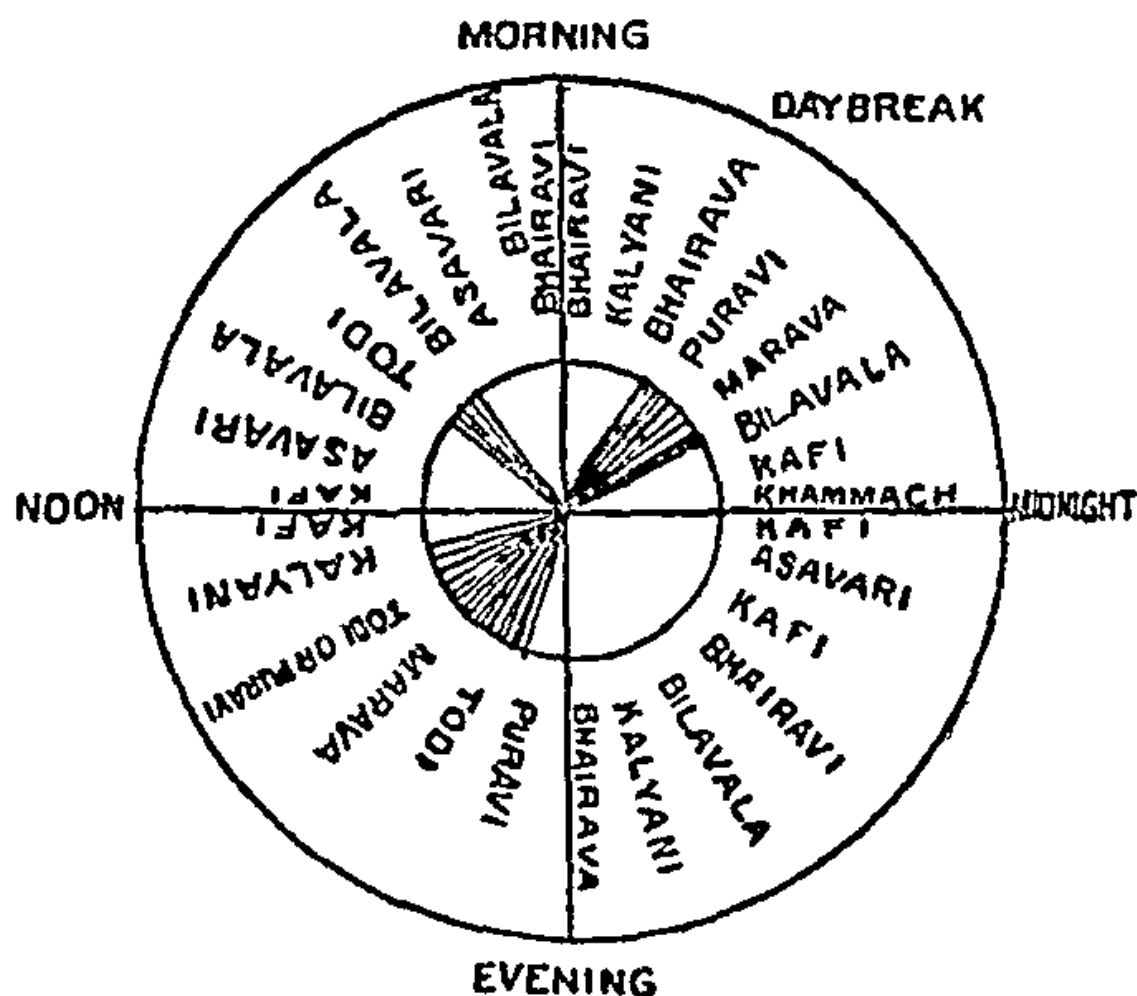 MORNING
DAYBREAK
BHAIRAVI
KALYANI
BHAIRAVA
PURAVI
MARAVA
BILAVALA
KAFI
KHAMMACH
MIDNIGHT
KAFI
ASAVARI
KAFI
BHAIRAVI
BILAVALA
KALYANI
BHAIRAVA
EVENING
PURAVI
TODI
MARAVA
TODI OR PURAVI
KALYANI
KAFI
NOON
KAFI
ASAVARI
BILAVALA
TODI
BILAVALA
ASAVARI
BILAVALA
BHAIRAVI